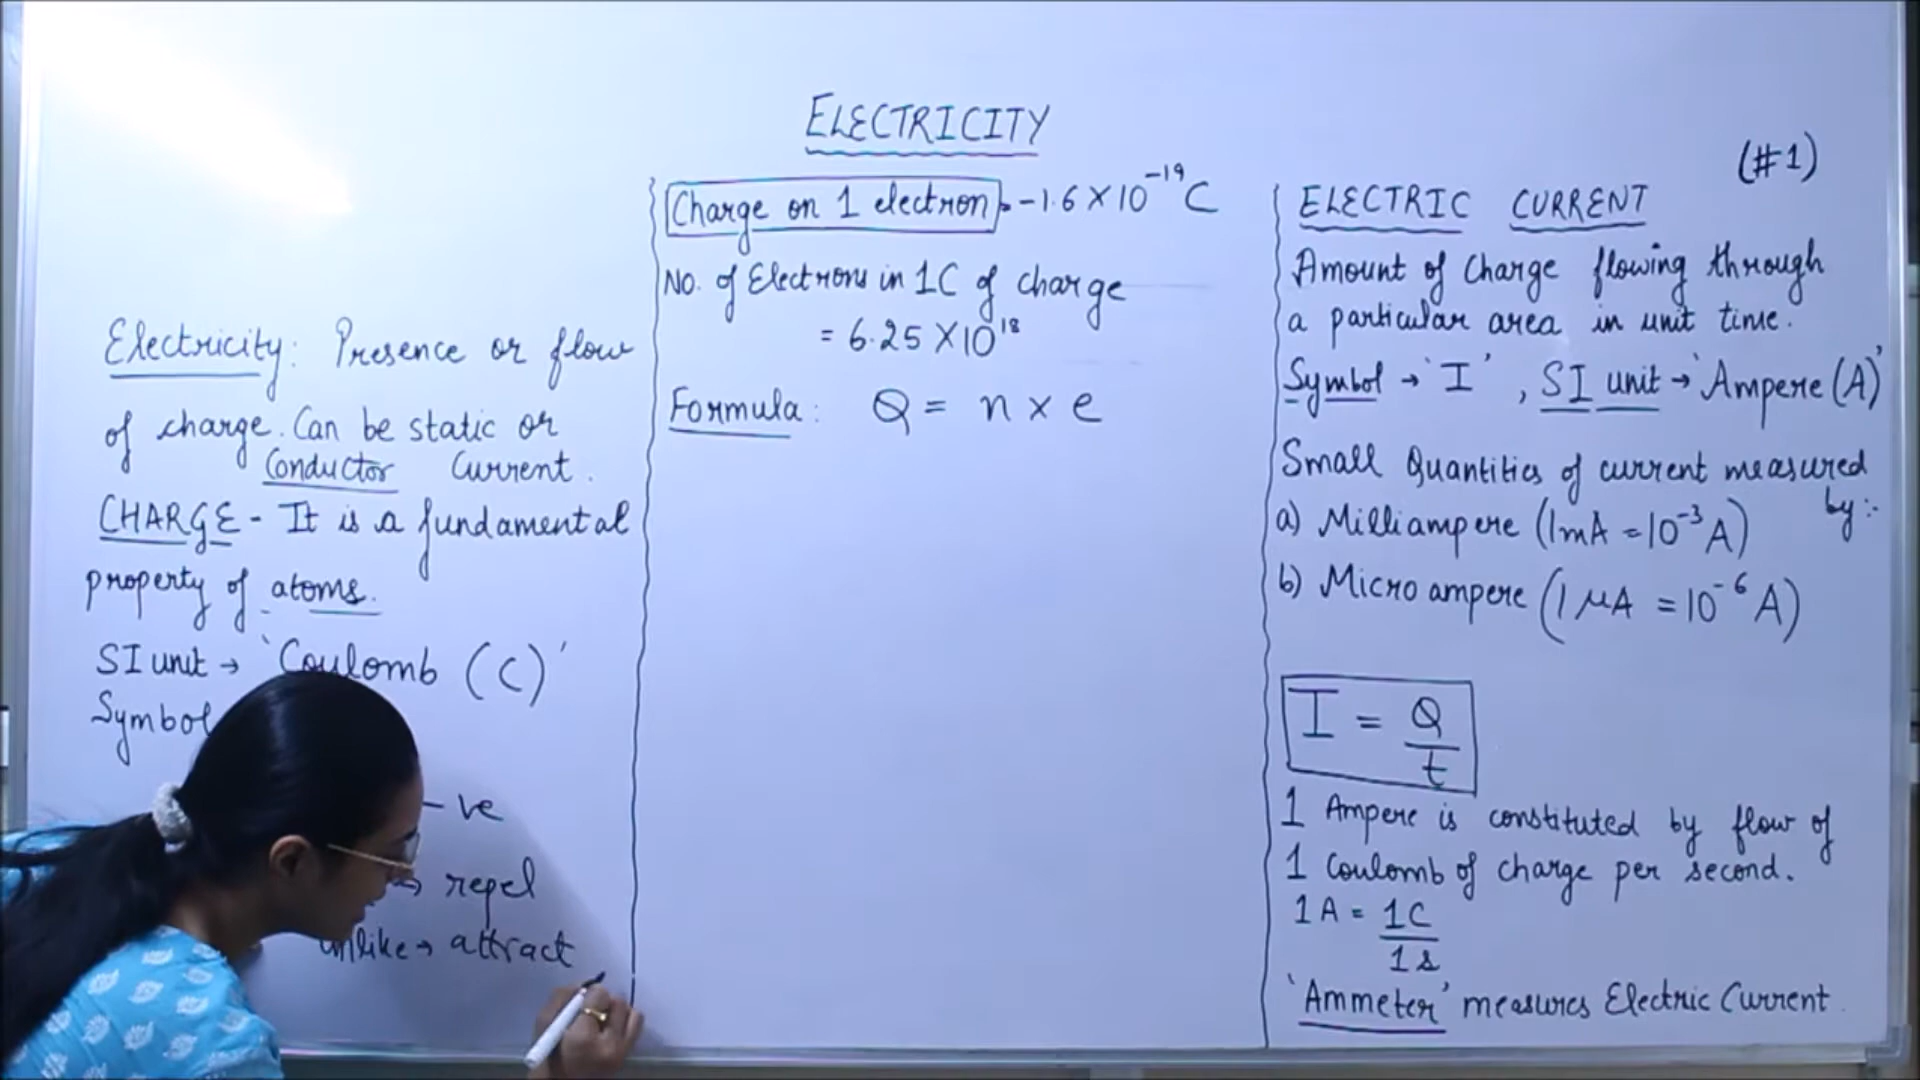 ELECTRICITY
(#1)
Electricity: Presence or flow
of charge. Can be static or
Conductor Current.
CHARGE - It is a fundamental
property of atoms.
SI unit → 'Coulomb (C)'
Symbol
-ve
→ repel
unlike → attract
Charge on 1 electron - 1.6 × 10⁻¹⁹ C
No. of Electrons in 1C of charge
= 6.25 × 10¹⁸
Formula: Q = n × e
ELECTRIC CURRENT
Amount of Charge flowing through
a particular area in unit time.
Symbol → 'I', SI unit → 'Ampere (A)'
Small Quantities of current measured
by :-
a) Milliampere (1mA = 10⁻³ A)
b) Micro ampere (1 μA = 10⁻⁶ A)
I = Q/t
1 Ampere is constituted by flow of
1 Coulomb of charge per second.
1A = 1C/1s
'Ammeter' measures Electric Current.